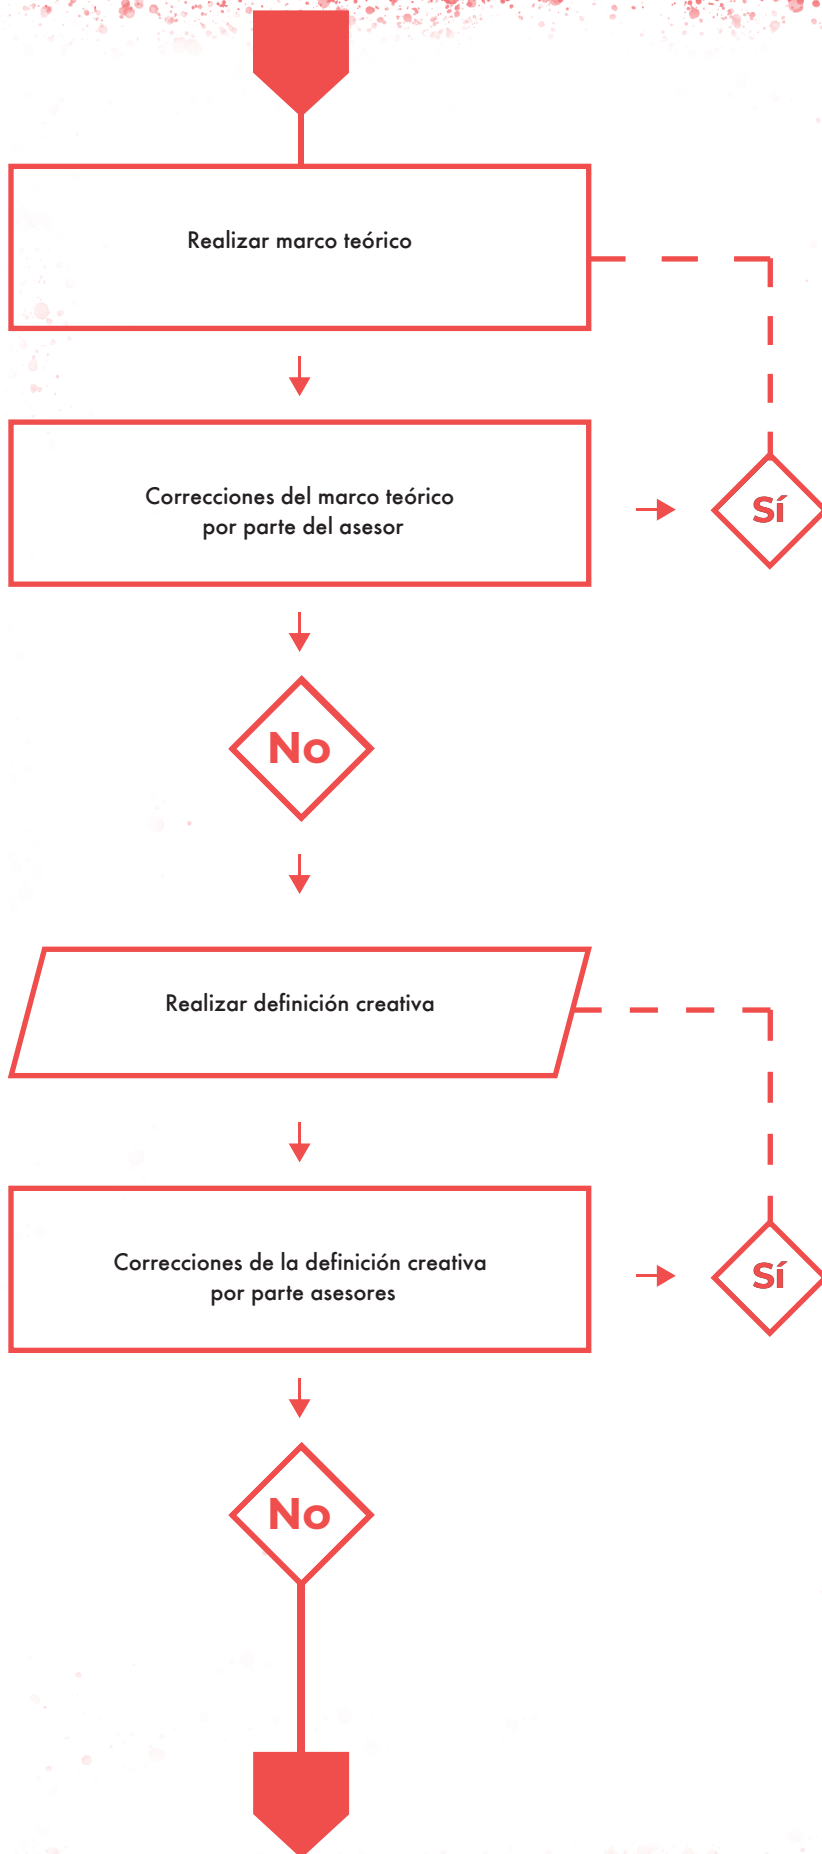 Realizar marco teórico
Correcciones del marco teórico
por parte del asesor
Sí
No
Realizar definición creativa
Correcciones de la definición creativa
por parte asesores
Sí
No